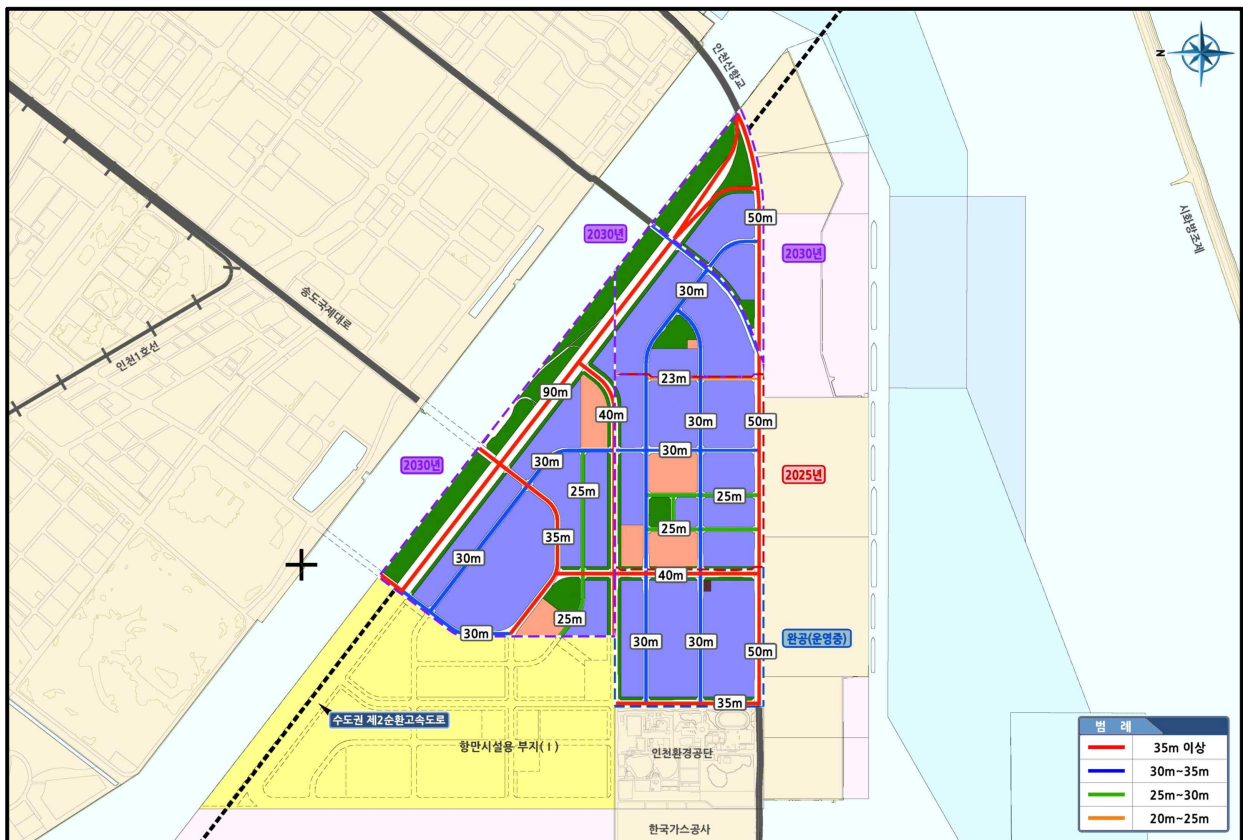 인천신항교
N
시화방조제
2030년
50m
2030년
30m
송도국제대로
인천1호선
23m
90m
40m
30m
50m
30m
30m
2030년
25m
2025년
25m
35m
25m
30m
40m
25m
30m
30m
30m
완공(운영중)
50m
35m
수도권 제2순환고속도로
항만시설용 부지(Ⅰ)
인천환경공단
한국가스공사
범 례
35m 이상
30m~35m
25m~30m
20m~25m